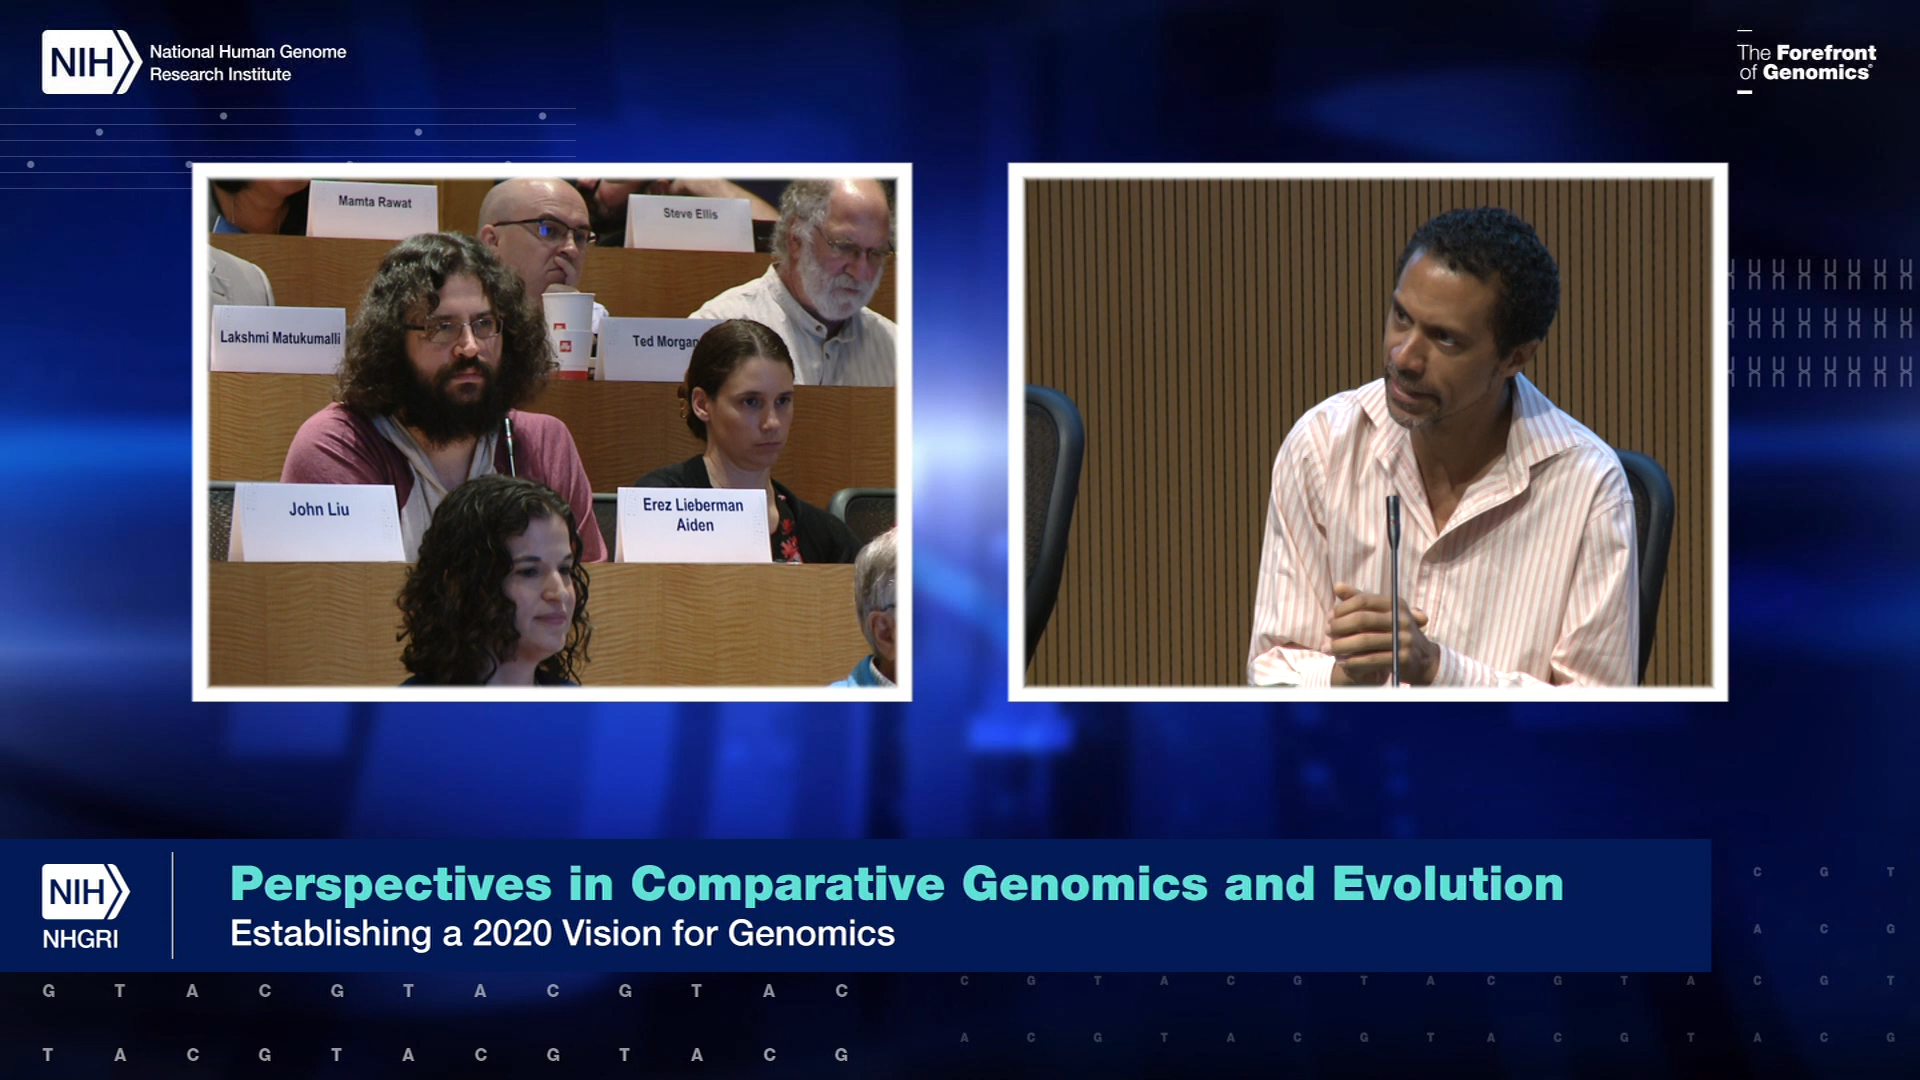 NIH National Human Genome
Research Institute
The Forefront
of Genomics®
Mamta Rawat
Steve Ellis
Lakshmi Matukumalli
Ted Morgan
John Liu
Erez Lieberman
Aiden
NIH
NHGRI
Perspectives in Comparative Genomics and Evolution
Establishing a 2020 Vision for Genomics
C G T
A C G
G T A C G T A C G T A C
C G T A C G T A C G T A C G T
T A C G T A C G T A C G
A C G T A C G T A C G T A C G